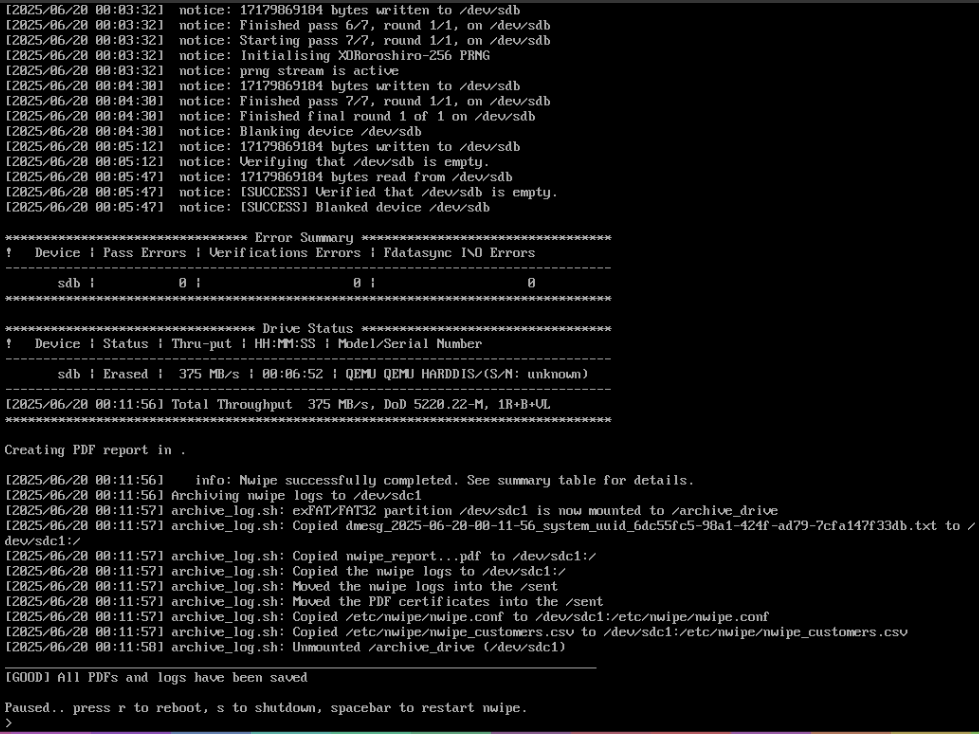 [2025/06/20 00:03:32]  notice: 17179869184 bytes written to /dev/sdb
[2025/06/20 00:03:32]  notice: Finished pass 6/7, round 1/1, on /dev/sdb
[2025/06/20 00:03:32]  notice: Starting pass 7/7, round 1/1, on /dev/sdb
[2025/06/20 00:03:32]  notice: Initialising XORoroshiro-256 PRNG
[2025/06/20 00:03:32]  notice: prng stream is active
[2025/06/20 00:04:30]  notice: 17179869184 bytes written to /dev/sdb
[2025/06/20 00:04:30]  notice: Finished pass 7/7, round 1/1, on /dev/sdb
[2025/06/20 00:04:30]  notice: Finished final round 1 of 1 on /dev/sdb
[2025/06/20 00:04:30]  notice: Blanking device /dev/sdb
[2025/06/20 00:05:12]  notice: 17179869184 bytes written to /dev/sdb
[2025/06/20 00:05:12]  notice: Verifying that /dev/sdb is empty.
[2025/06/20 00:05:47]  notice: 17179869184 bytes read from /dev/sdb
[2025/06/20 00:05:47]  notice: [SUCCESS] Verified that /dev/sdb is empty.
[2025/06/20 00:05:47]  notice: [SUCCESS] Blanked device /dev/sdb

******************************** Error Summary *********************************
!   Device | Pass Errors | Verifications Errors | Fdatasync I\O Errors
--------------------------------------------------------------------------------
       sdb |           0 |                    0 |                    0
********************************************************************************

********************************* Drive Status *********************************
!   Device | Status | Thru-put | HH:MM:SS | Model/Serial Number
--------------------------------------------------------------------------------
       sdb | Erased |  375 MB/s | 00:06:52 | QEMU QEMU HARDDIS/(S/N: unknown)
--------------------------------------------------------------------------------
[2025/06/20 00:11:56] Total Throughput  375 MB/s, DoD 5220.22-M, 1R+B+VL
********************************************************************************

Creating PDF report in .

[2025/06/20 00:11:56]    info: Nwipe successfully completed. See summary table for details.
[2025/06/20 00:11:56] Archiving nwipe logs to /dev/sdc1
[2025/06/20 00:11:57] archive_log.sh: exFAT/FAT32 partition /dev/sdc1 is now mounted to /archive_drive
[2025/06/20 00:11:57] archive_log.sh: Copied dmesg_2025-06-20-00-11-56_system_uuid_6dc55fc5-98a1-424f-ad79-7cfa147f33db.txt to /
dev/sdc1:/
[2025/06/20 00:11:57] archive_log.sh: Copied nwipe_report...pdf to /dev/sdc1:/
[2025/06/20 00:11:57] archive_log.sh: Copied the nwipe logs to /dev/sdc1:/
[2025/06/20 00:11:57] archive_log.sh: Moved the nwipe logs into the /sent
[2025/06/20 00:11:57] archive_log.sh: Moved the PDF certificates into the /sent
[2025/06/20 00:11:57] archive_log.sh: Copied /etc/nwipe/nwipe.conf to /dev/sdc1:/etc/nwipe/nwipe.conf
[2025/06/20 00:11:57] archive_log.sh: Copied /etc/nwipe/nwipe_customers.csv to /dev/sdc1:/etc/nwipe/nwipe_customers.csv
[2025/06/20 00:11:58] archive_log.sh: Unmounted /archive_drive (/dev/sdc1)
______________________________________________________________________________
[GOOD] All PDFs and logs have been saved

Paused.. press r to reboot, s to shutdown, spacebar to restart nwipe.
>